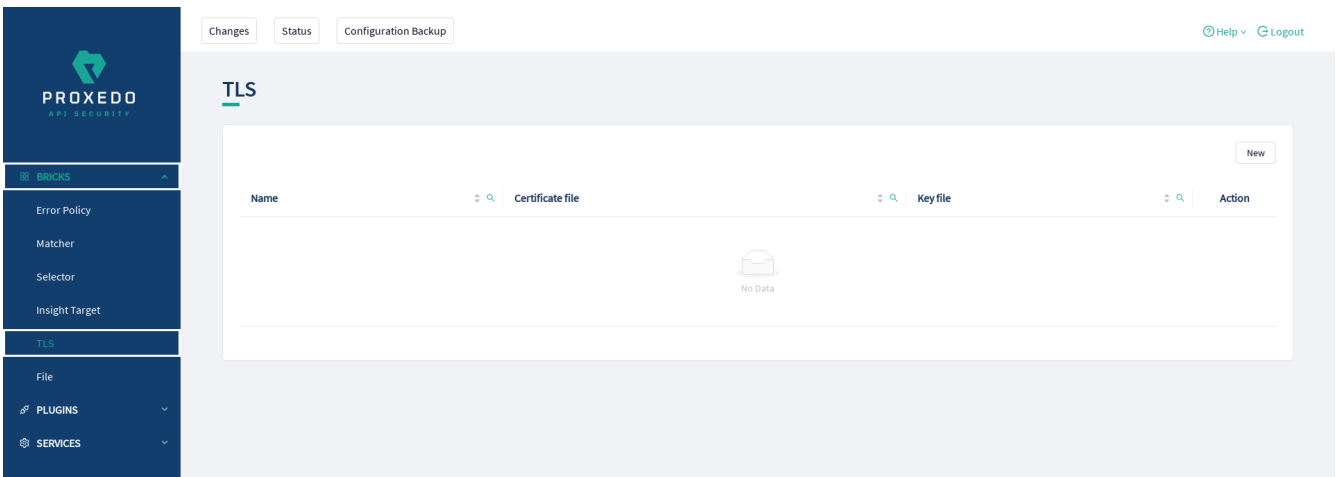 Changes Status Configuration Backup Help Logout
PROXEDO
API SECURITY
TLS
New
BRICKS
Name Certificate file Key file Action
Error Policy
Matcher
Selector
No Data
Insight Target
TLS
File
PLUGINS
SERVICES